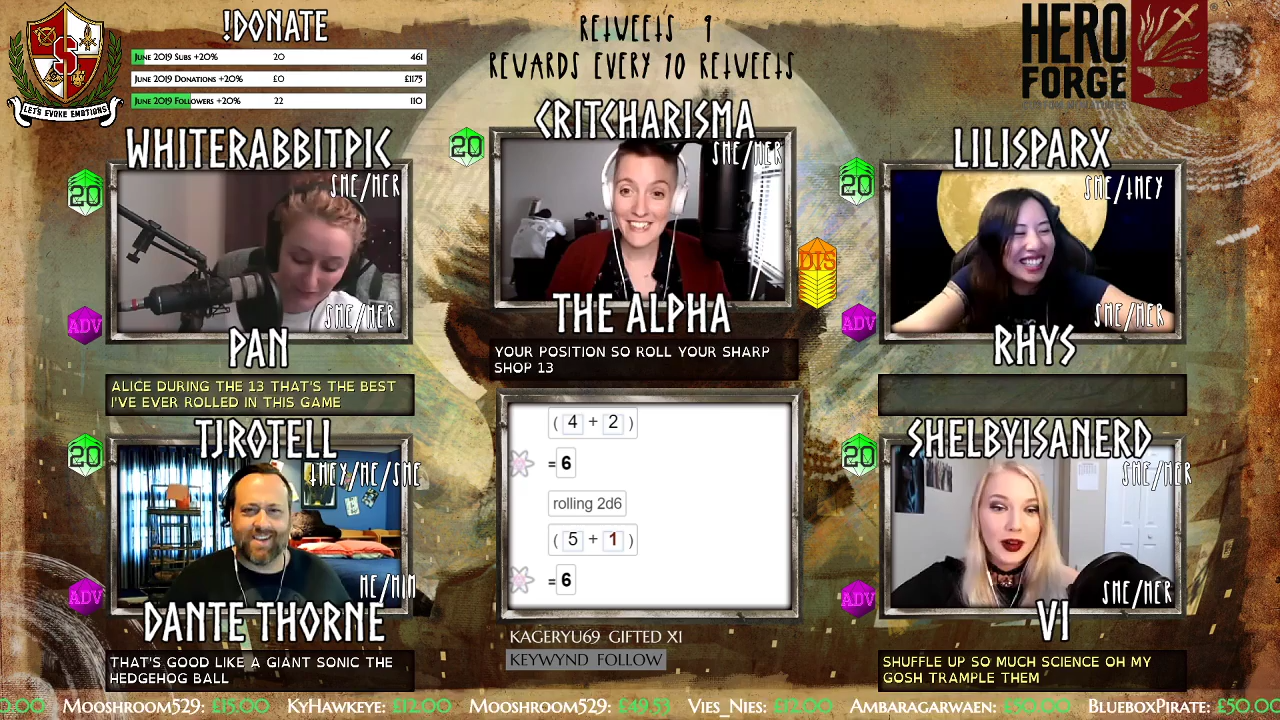 !DONATE
JUNE 2019 SUBS +20% 20 461
JUNE 2019 DONATIONS +20% £0 £1175
JUNE 2019 FOLLOWERS +20% 22 110
LET'S EVOKE EMOTIONS
RETWEETS 9
REWARDS EVERY 10 RETWEETS
HERO
FORGE
CUSTOM MINIATURES
WHITERABBITPIC
SHE/HER
20
ADV
SHE/HER
PAN
ALICE DURING THE 13 THAT'S THE BEST
I'VE EVER ROLLED IN THIS GAME
CRITCHARISMA
SHE/HER
20
DIS
THE ALPHA
YOUR POSITION SO ROLL YOUR SHARP
SHOP 13
LILISPARX
SHE/THEY
20
ADV
SHE/HER
RHYS
TJROTELL
THEY/HE/SHE
20
ADV
HE/HIM
DANTE THORNE
THAT'S GOOD LIKE A GIANT SONIC THE
HEDGEHOG BALL
( 4 + 2 )
= 6
rolling 2d6
( 5 + 1 )
= 6
KAGERYU69 GIFTED X1
KEYWYND FOLLOW
SHELBYISANERD
SHE/HER
20
ADV
SHE/HER
VI
SHUFFLE UP SO MUCH SCIENCE OH MY
GOSH TRAMPLE THEM
0.00 MOOSHROOM529: £15.00 KYHAWKEYE: £12.00 MOOSHROOM529: £49.53 VIES_NIES: £12.00 AMBARAGARWAEN: £50.00 BLUEBOXPIRATE: £50.00